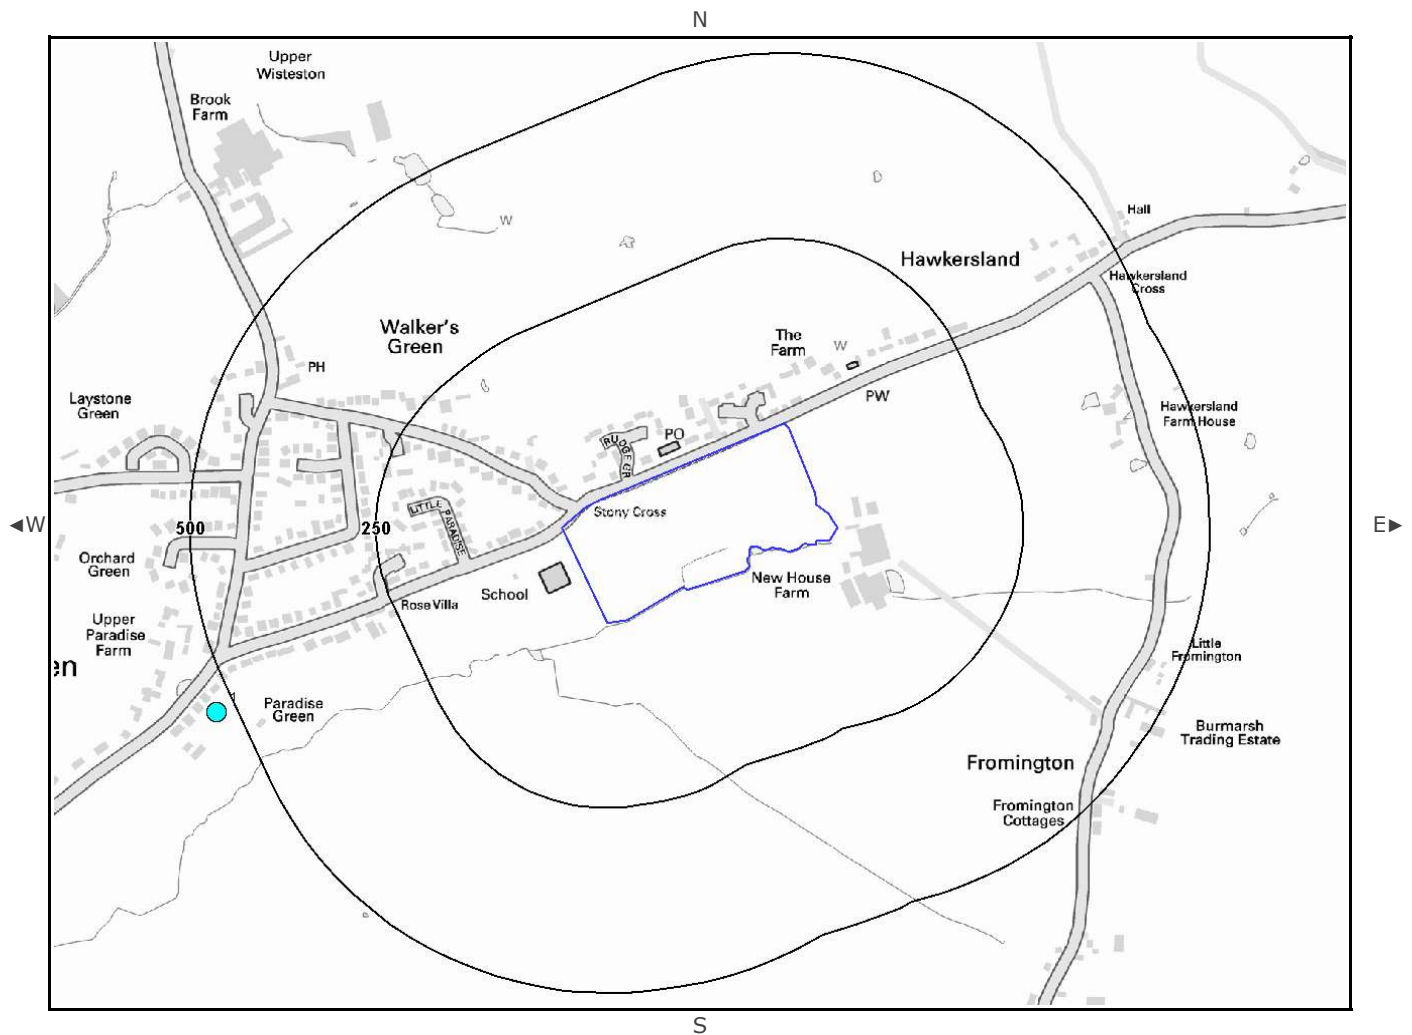 N
Upper
Wisteston
Brook
Farm
W
Hall
Hawkersland
Hawkersland
Cross
Walker's
Green
The
Farm
W
PH
PW
Laystone
Green
Hawkersland
Farm House
PO
RUDGE GR
LITTLE PARADISE
Stony Cross
◄W
500
250
E►
Orchard
Green
New House
Farm
School
Rose Villa
Upper
Paradise
Farm
en
Little
Fromington
Paradise
Green
Burmarsh
Trading Estate
Fromington
Fromington
Cottages
S